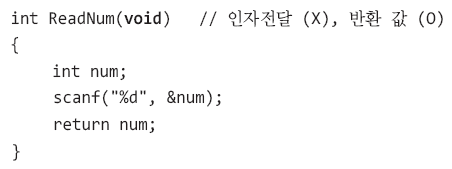 int ReadNum(void)   // 인자전달 (X), 반환 값 (O)
{
    int num;
    scanf("%d", &num);
    return num;
}